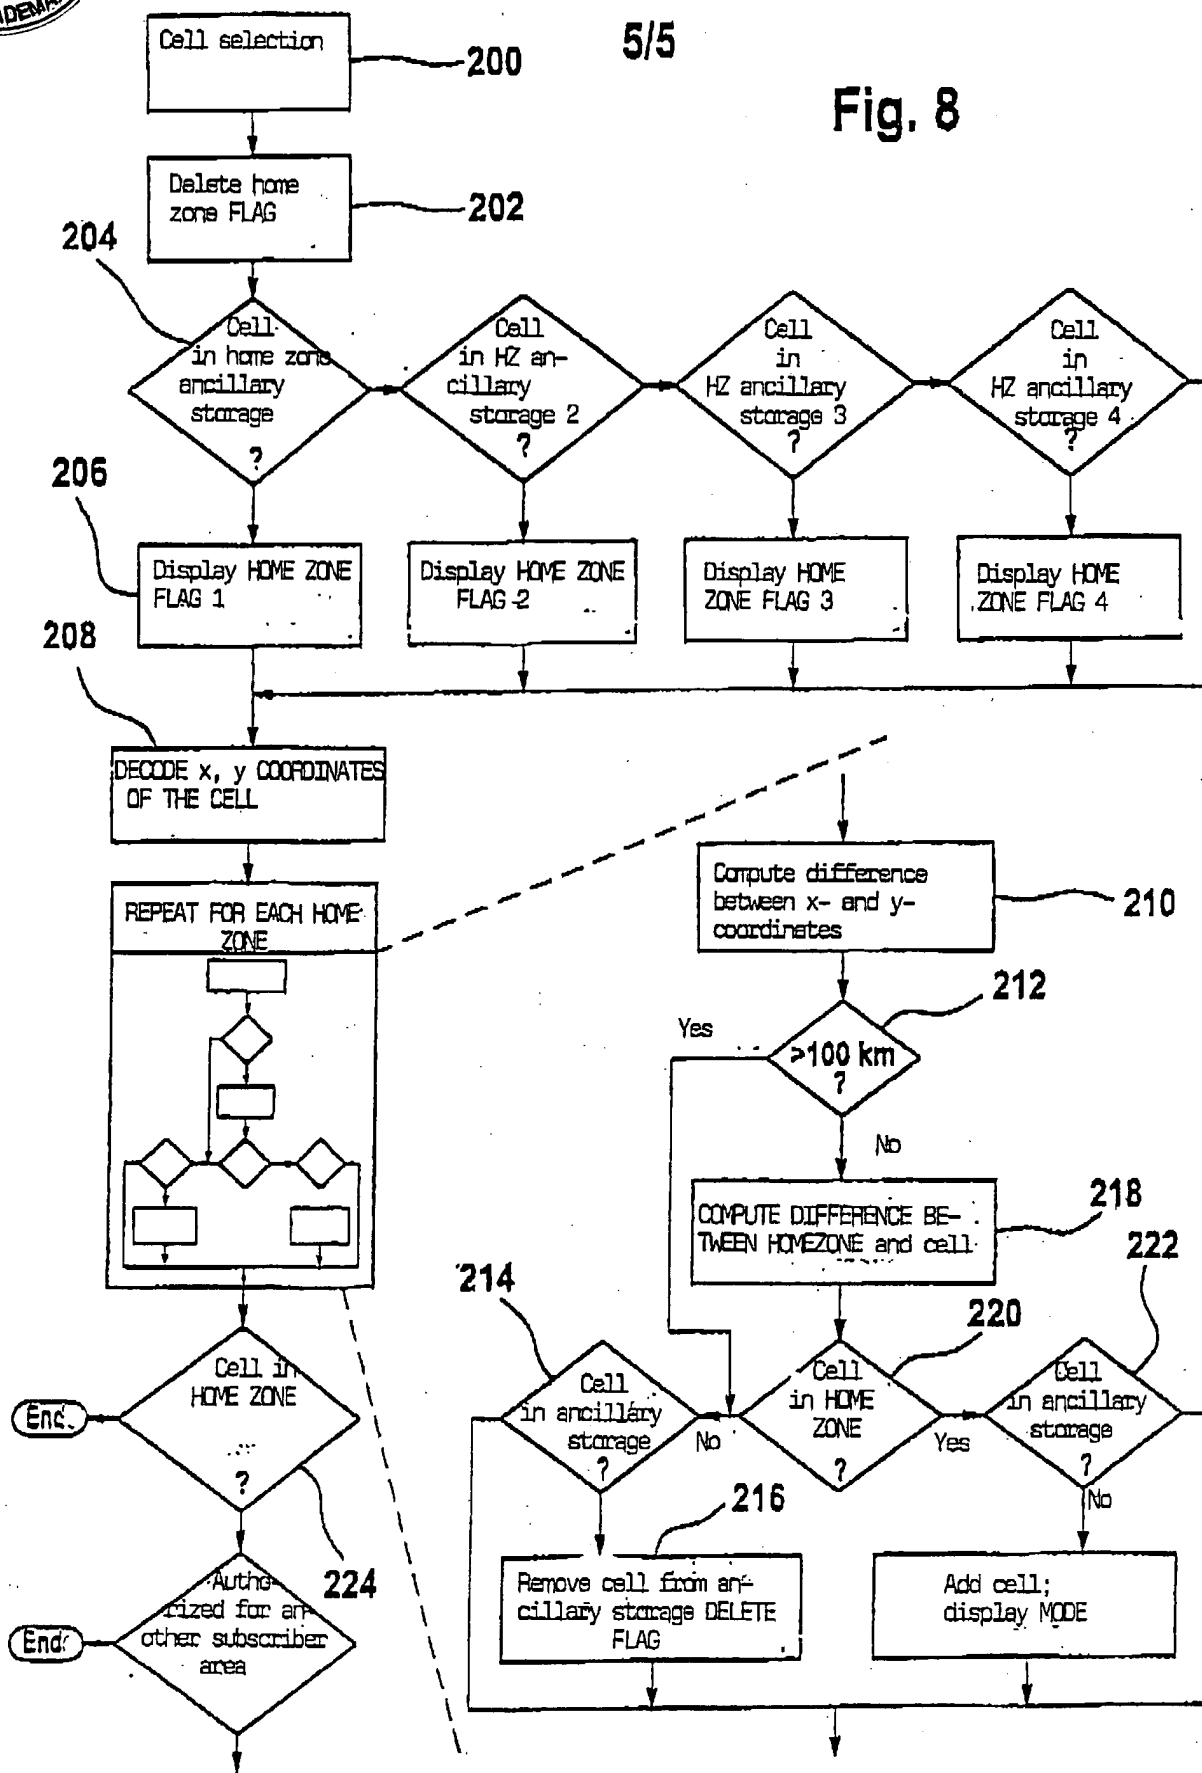 5/5
Fig. 8
Cell selection
200
Delete home
zone FLAG
202
204
Cell
in home zone
ancillary
storage
?
Cell
in HZ an-
cillary
storage 2
?
Cell
in
HZ ancillary
storage 3
?
Cell
in
HZ ancillary
storage 4
?
206
Display HOME ZONE
FLAG 1
Display HOME ZONE
FLAG 2
Display HOME
ZONE FLAG 3
Display HOME
ZONE FLAG 4
208
DECODE x, y COORDINATES
OF THE CELL
REPEAT FOR EACH HOME
ZONE
Compute difference
between x- and y-
coordinates
210
212
Yes
>100 km
?
No
COMPUTE DIFFERENCE BE-
TWEEN HOMEZONE and cell
218
214
220
222
Cell
in ancillary
storage
?
No
Cell
in HOME
ZONE
?
Yes
Cell
in ancillary
storage
?
No
216
Remove cell from an-
cillary storage DELETE
FLAG
Add cell;
display MODE
Cell in
HOME ZONE
?
End
224
Autho-
rized for an-
other subscriber
area
End